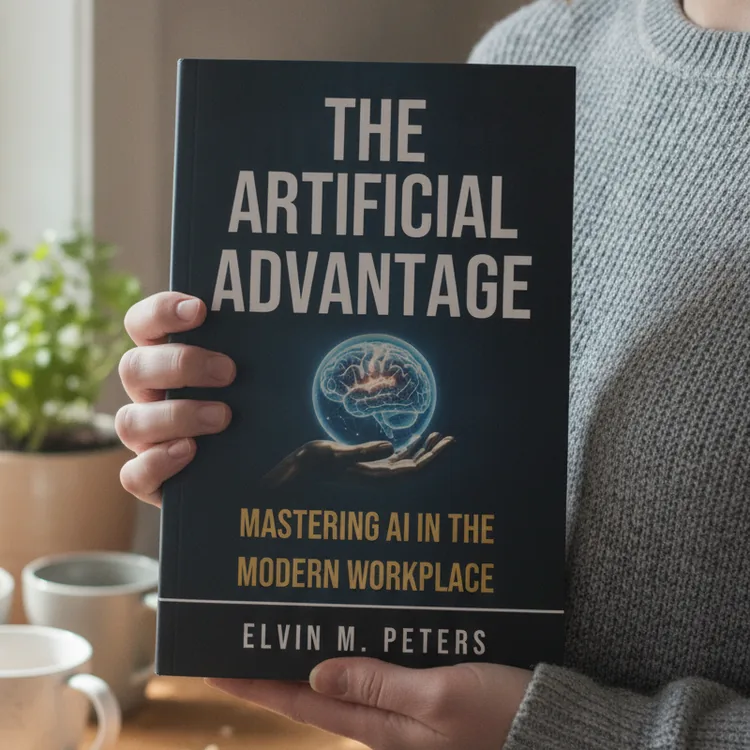 THE
ARTIFICIAL
ADVANTAGE
MASTERING AI IN THE
MODERN WORKPLACE
ELVIN M. PETERS